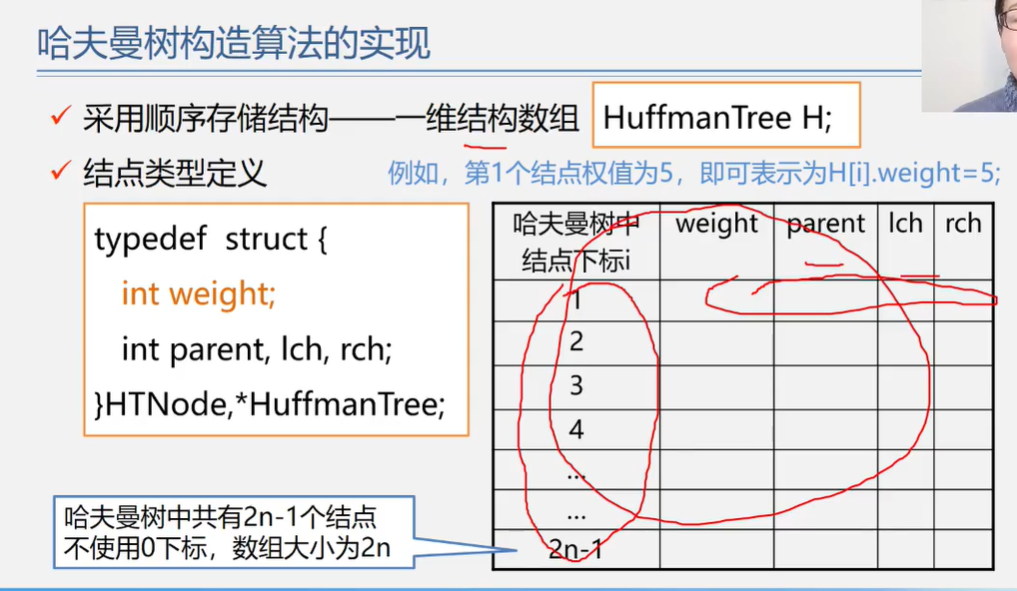 哈夫曼树构造算法的实现
✓ 采用顺序存储结构——一维结构数组 HuffmanTree H;
✓ 结点类型定义 例如，第1个结点权值为5，即可表示为H[i].weight=5;
typedef struct {
int weight;
int parent, lch, rch;
}HTNode,*HuffmanTree;
哈夫曼树中 weight parent lch rch
结点下标i
1
2
3
4
...
...
2n-1
哈夫曼树中共有2n-1个结点
不使用0下标，数组大小为2n